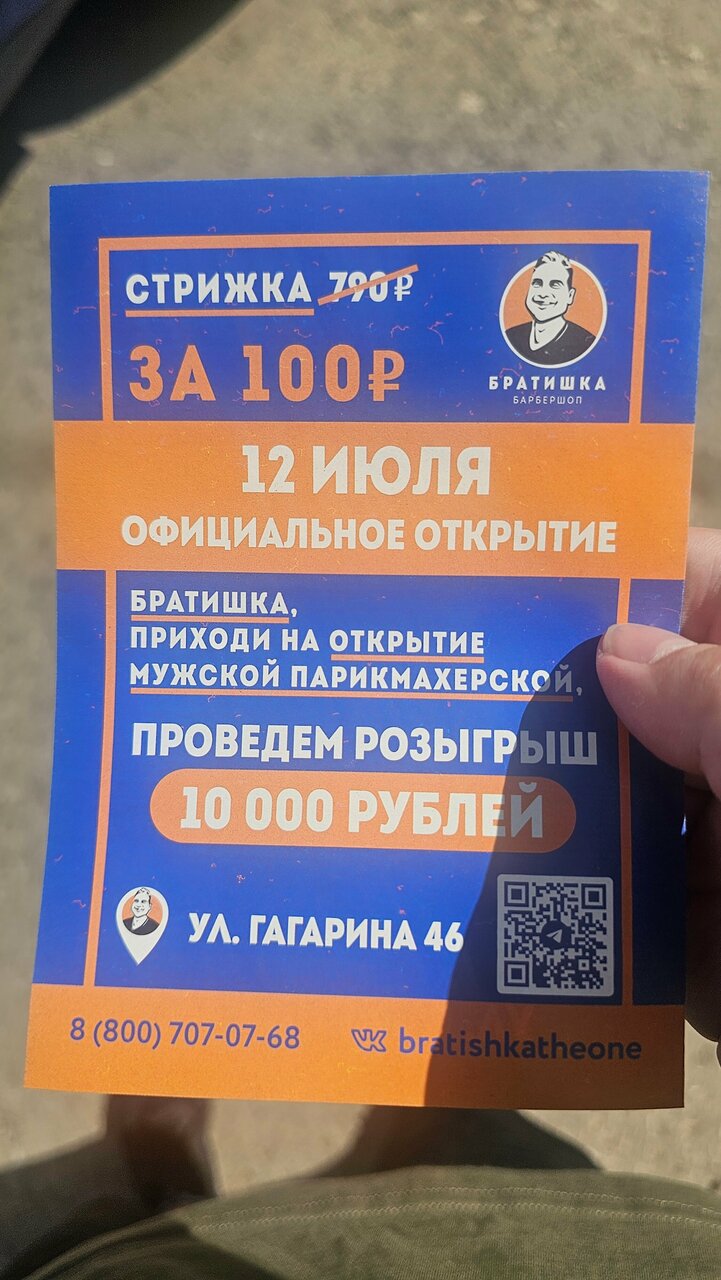 СТРИЖКА 790₽
ЗА 100₽
БРАТИШКА
БАРБЕРШОП
12 ИЮЛЯ
ОФИЦИАЛЬНОЕ ОТКРЫТИЕ
БРАТИШКА,
ПРИХОДИ НА ОТКРЫТИЕ
МУЖСКОЙ ПАРИКМАХЕРСКОЙ,
ПРОВЕДЕМ РОЗЫГРЫШ
10 000 РУБЛЕЙ
УЛ. ГАГАРИНА 46
8 (800) 707-07-68 VK bratishkatheone